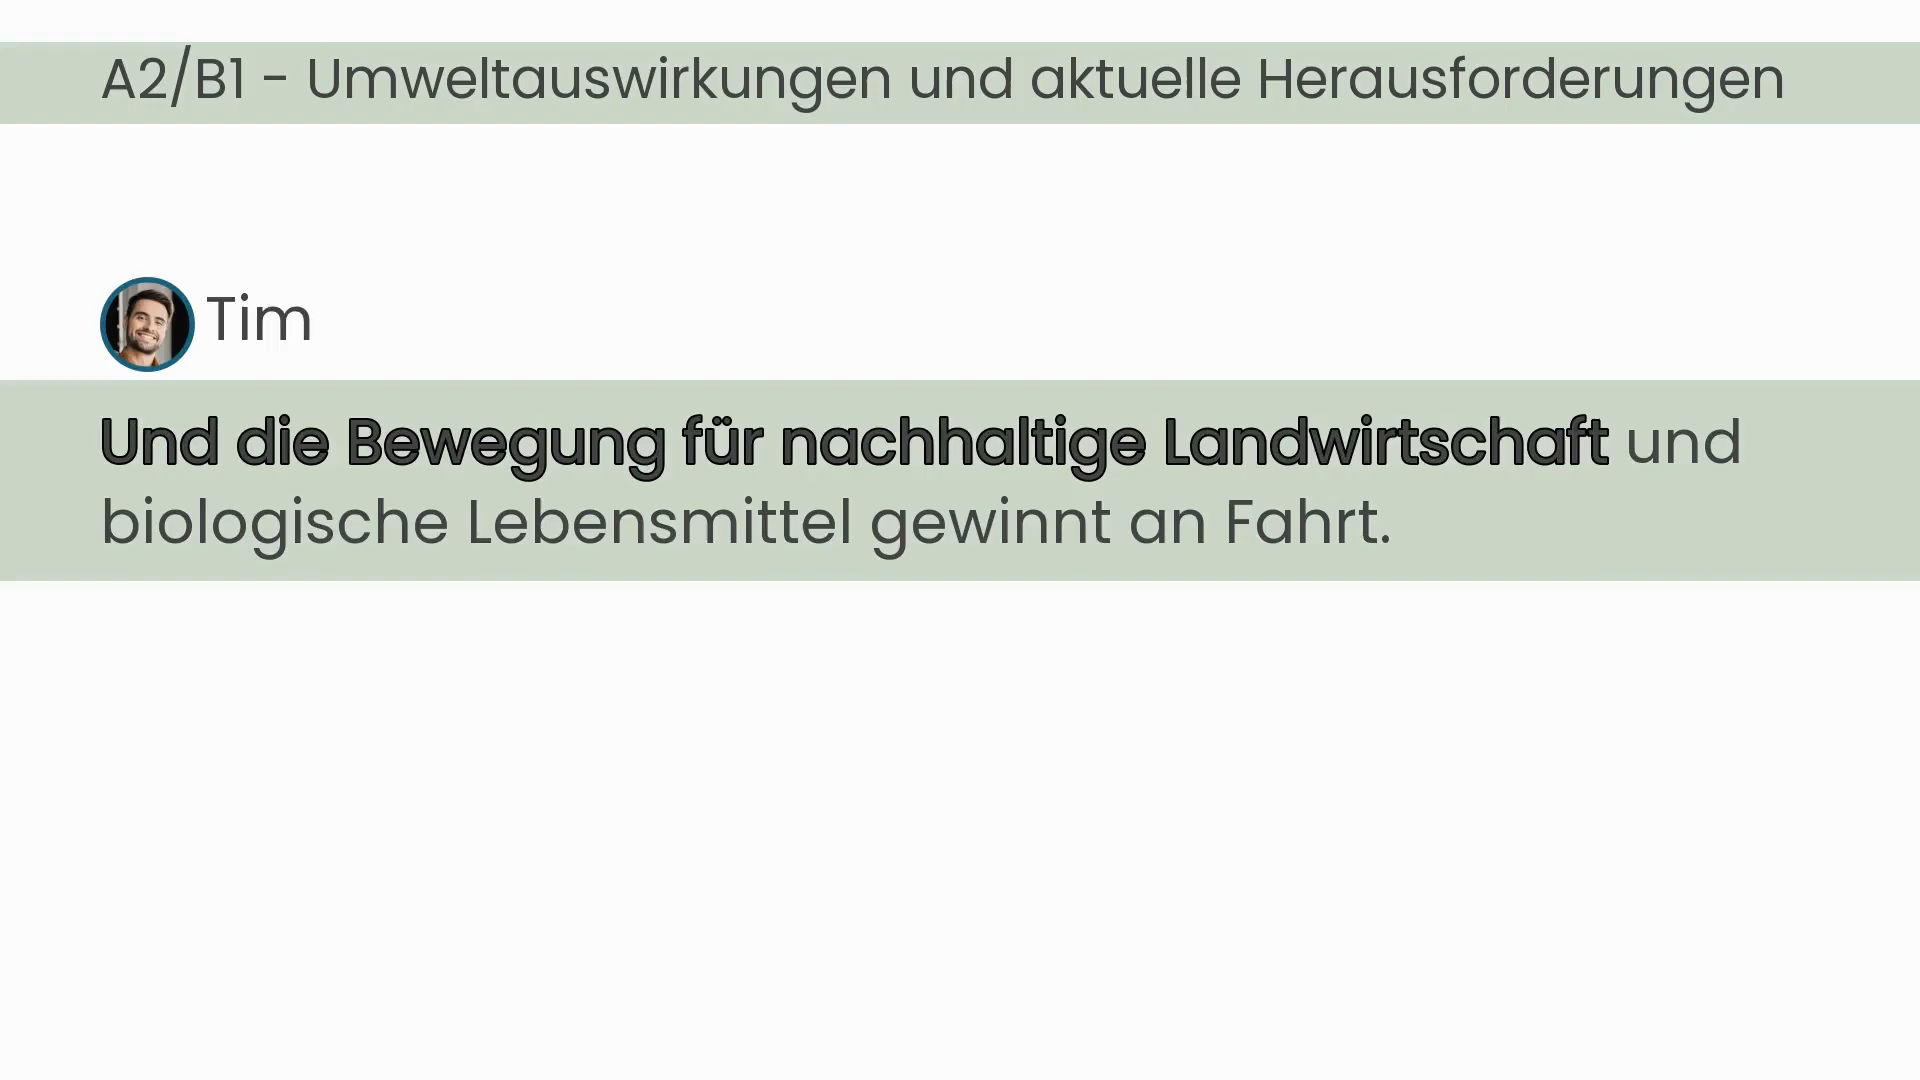 A2/B1 - Umweltauswirkungen und aktuelle Herausforderungen
Tim
Und die Bewegung für nachhaltige Landwirtschaft und
biologische Lebensmittel gewinnt an Fahrt.